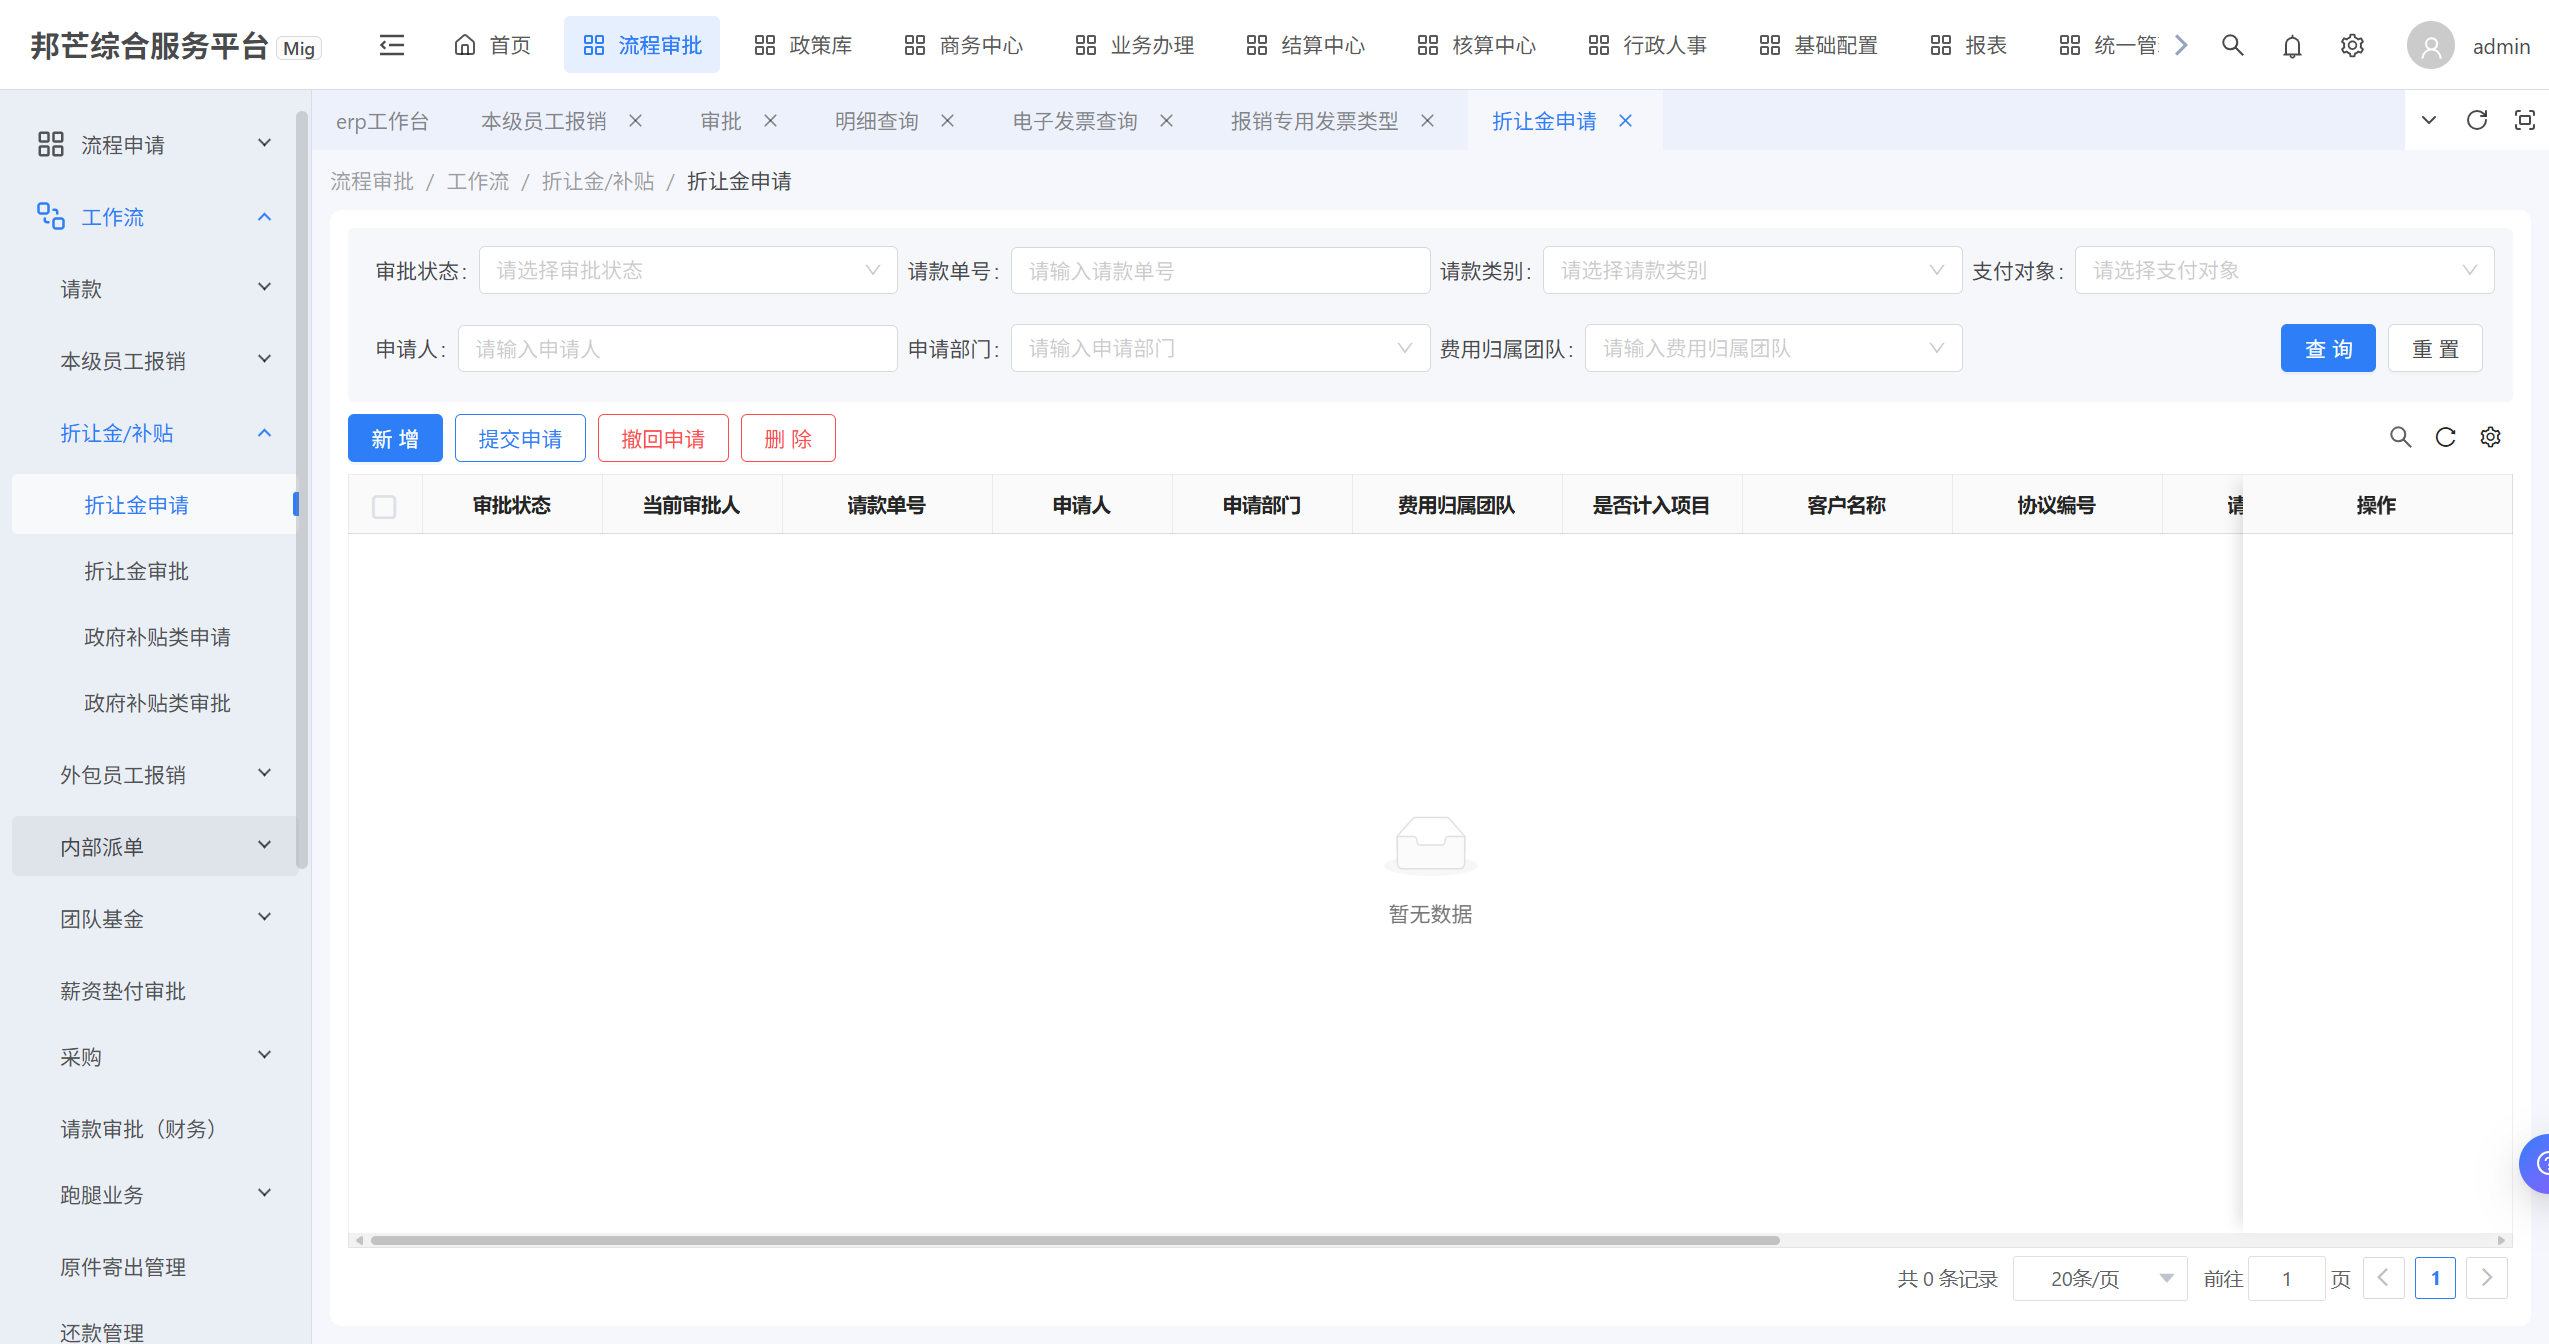 邦芒综合服务平台 Mig 首页 流程审批 政策库 商务中心 业务办理 结算中心 核算中心 行政人事 基础配置 报表 统一管 admin
erp工作台 本级员工报销 审批 明细查询 电子发票查询 报销专用发票类型 折让金申请
流程审批 / 工作流 / 折让金/补贴 / 折让金申请
流程申请
工作流
请款
本级员工报销
折让金/补贴
折让金申请
折让金审批
政府补贴类申请
政府补贴类审批
外包员工报销
内部派单
团队基金
薪资垫付审批
采购
请款审批（财务）
跑腿业务
原件寄出管理
还款管理
审批状态: 请选择审批状态 请款单号: 请输入请款单号 请款类别: 请选择请款类别 支付对象: 请选择支付对象
申请人: 请输入申请人 申请部门: 请输入申请部门 费用归属团队: 请输入费用归属团队 查 询 重 置
新 增 提交申请 撤回申请 删 除
审批状态 当前审批人 请款单号 申请人 申请部门 费用归属团队 是否计入项目 客户名称 协议编号 请 操作
暂无数据
共 0 条记录 20条/页 前往 1 页 1